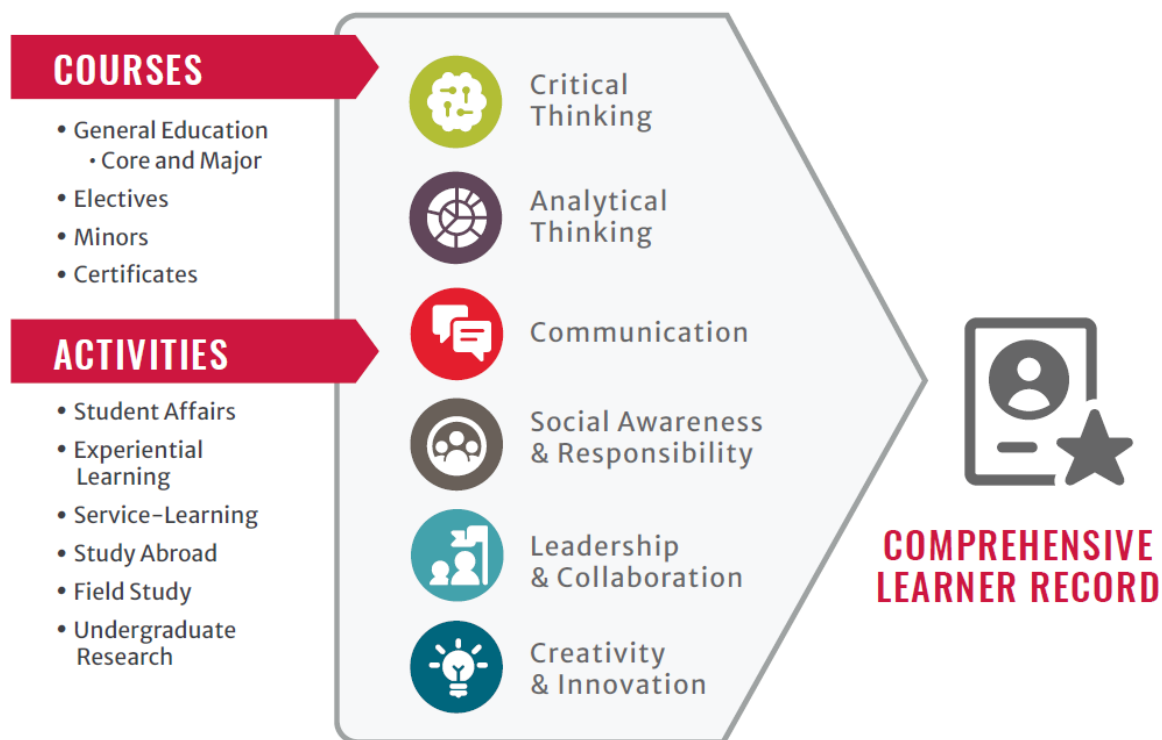 COURSES
• General Education
• Core and Major
• Electives
• Minors
• Certificates
ACTIVITIES
• Student Affairs
• Experiential
Learning
• Service-Learning
• Study Abroad
• Field Study
• Undergraduate
Research
Critical
Thinking
Analytical
Thinking
Communication
Social Awareness
& Responsibility
Leadership
& Collaboration
Creativity
& Innovation
COMPREHENSIVE
LEARNER RECORD